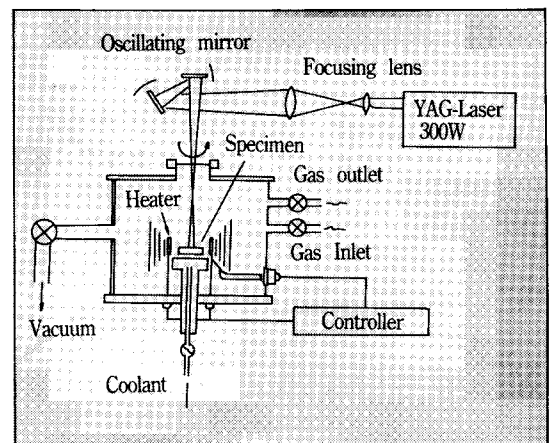 Oscillating mirror
Focusing lens
YAG-Laser
300W
Specimen
Gas outlet
Heater
Gas Inlet
Vacuum
Controller
Coolant